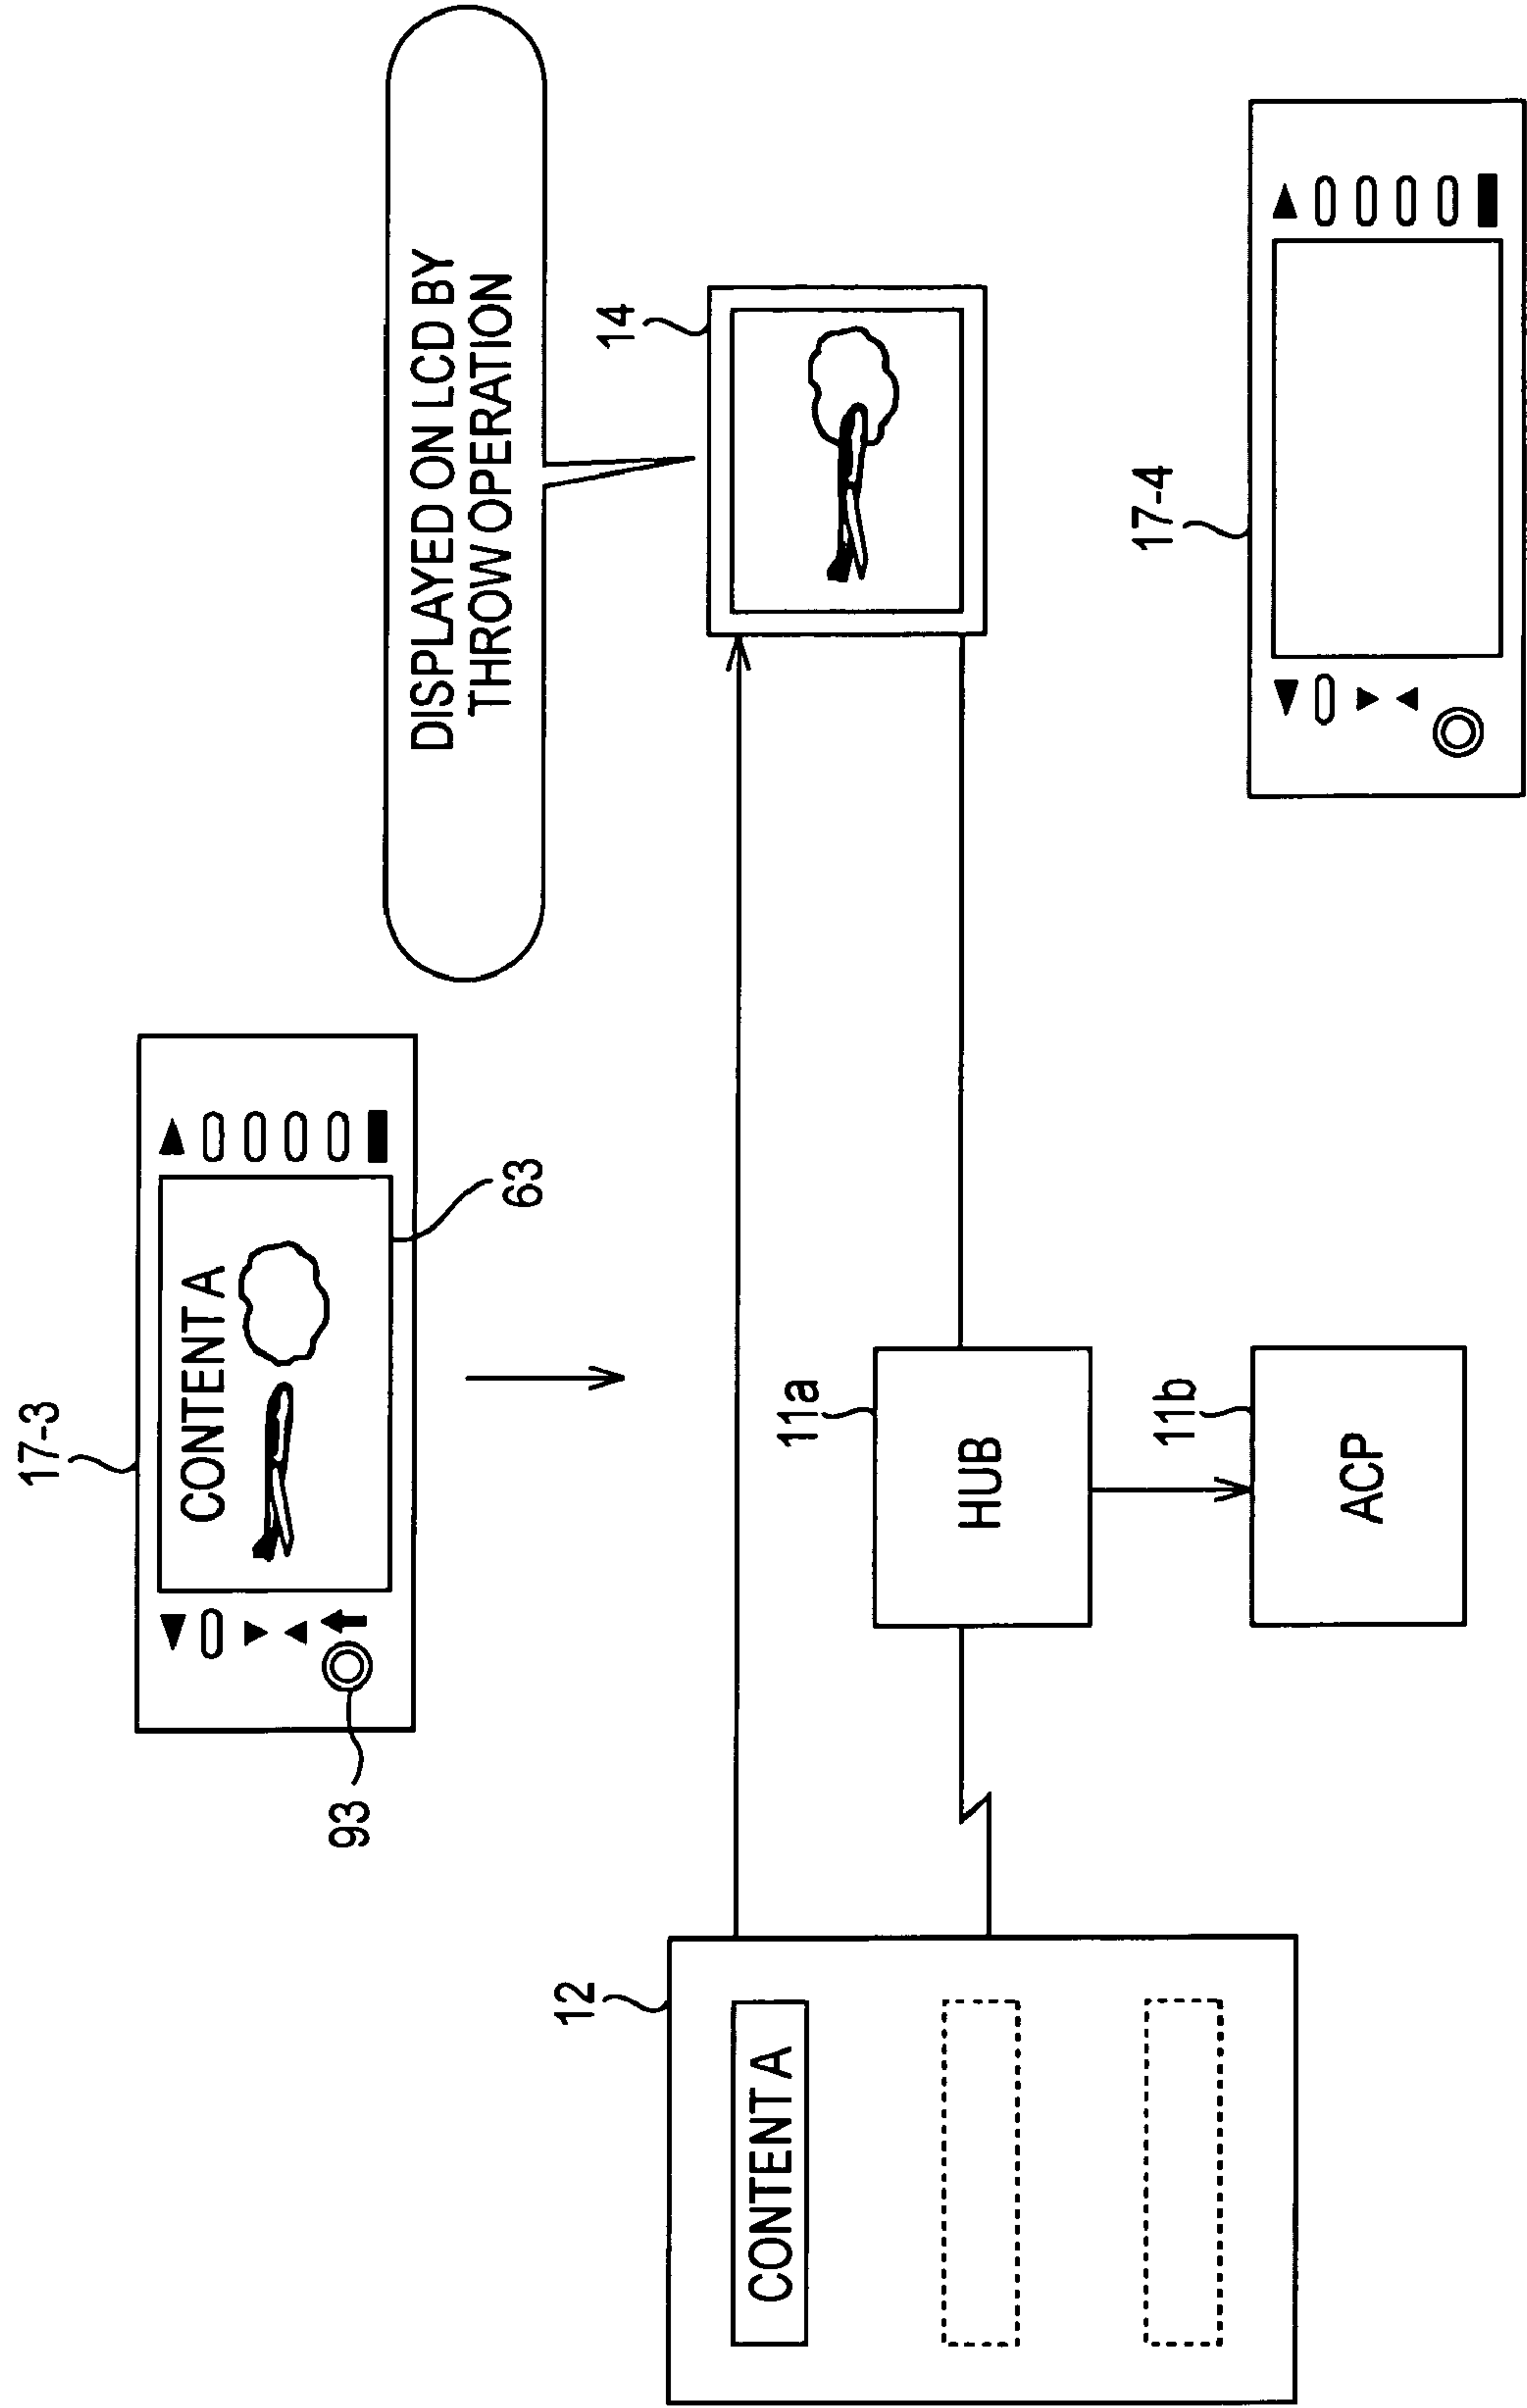 17-3
CONTENT A
93
63
DISPLAYED ON LCD BY
THROW OPERATION
12
CONTENT A
14
11a
HUB
11b
ACP
17-4